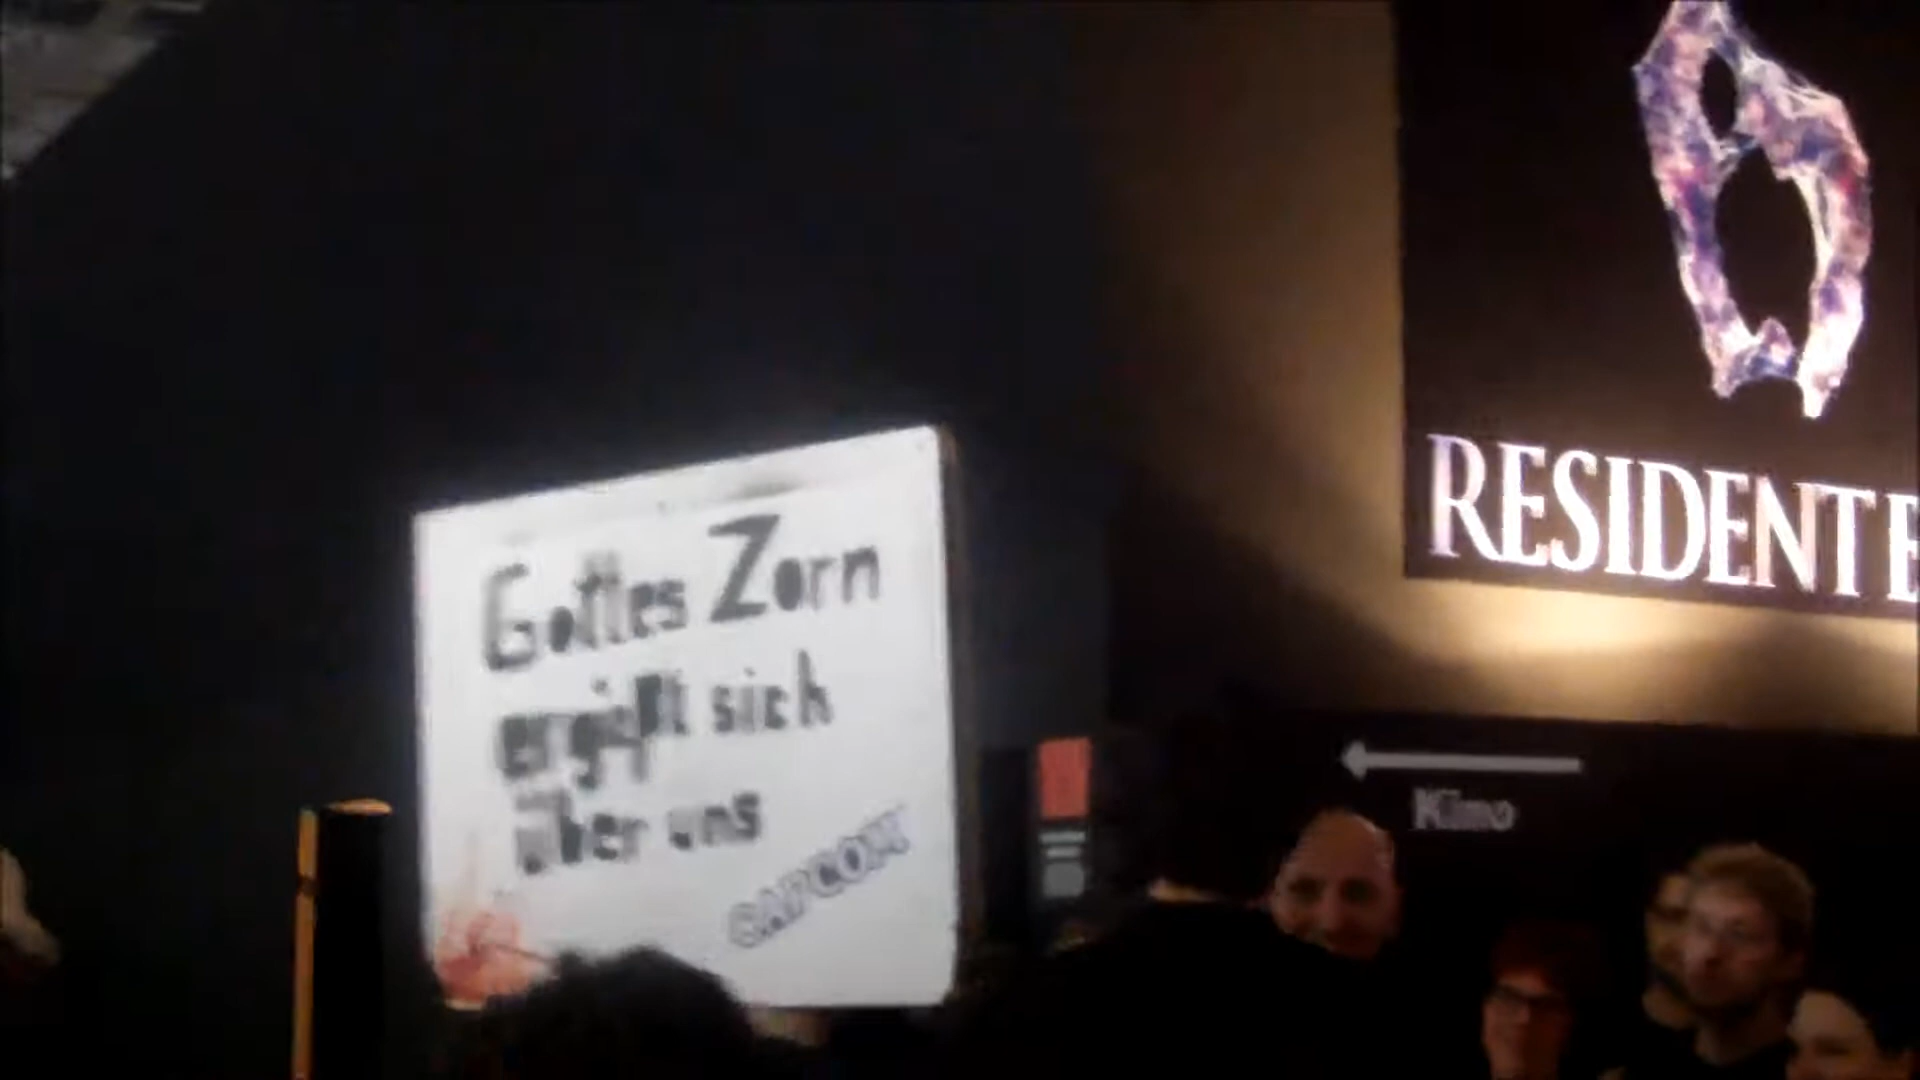 Gottes Zorn
ergießt sich
über uns
CAPCOM
RESIDENT E
Kino